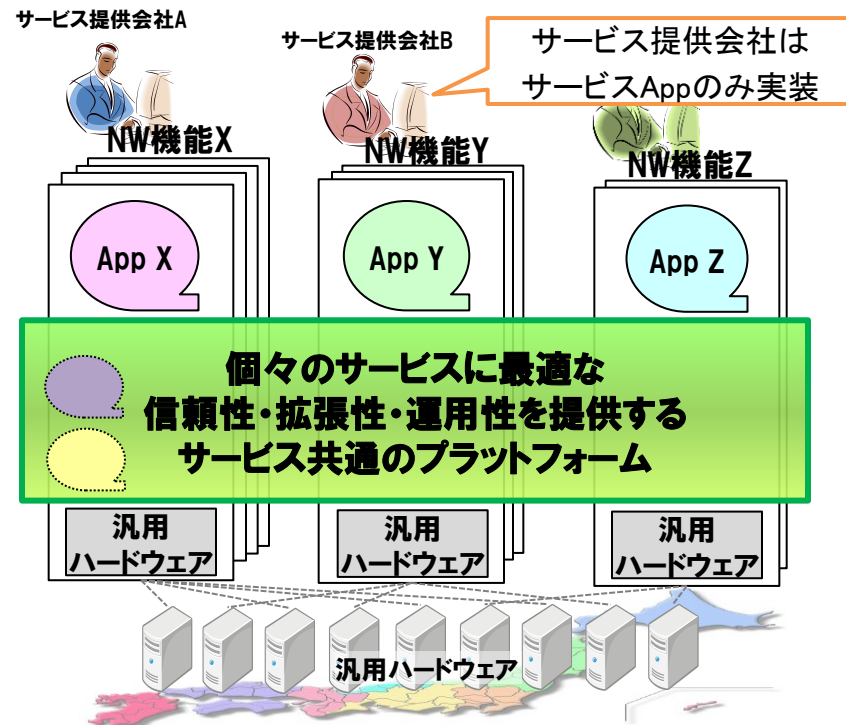 サービス提供会社A
サービス提供会社B
サービス提供会社は
サービスAppのみ実装
NW機能X
NW機能Y
NW機能Z
App X
App Y
App Z
個々のサービスに最適な
信頼性・拡張性・運用性を提供する
サービス共通のプラットフォーム
汎用
ハードウェア
汎用
ハードウェア
汎用
ハードウェア
汎用ハードウェア